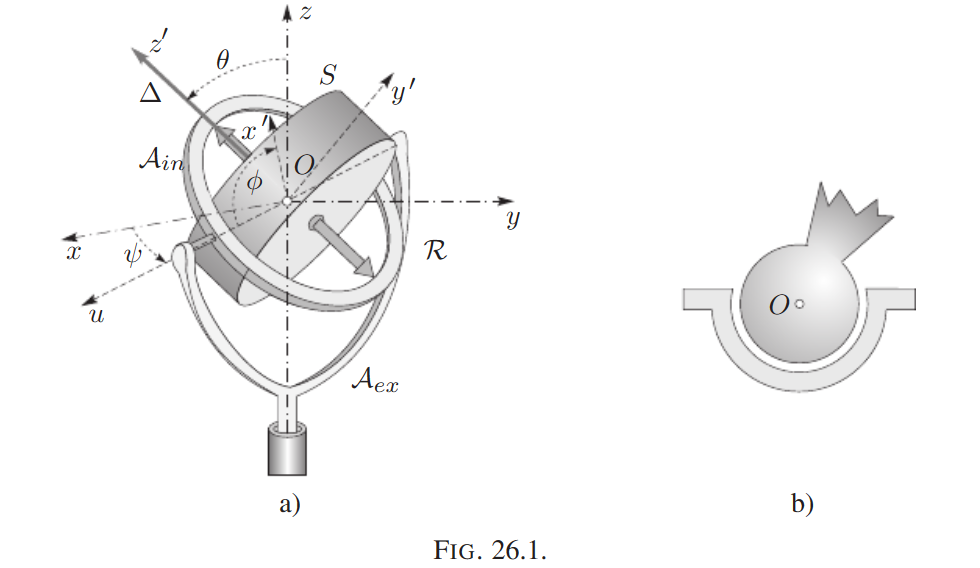 z
z′
θ
S
Δ
y′
x′
𝒜in
O
ϕ
y
x
ψ
ℛ
u
O
𝒜ex
a)
b)
FIG. 26.1.